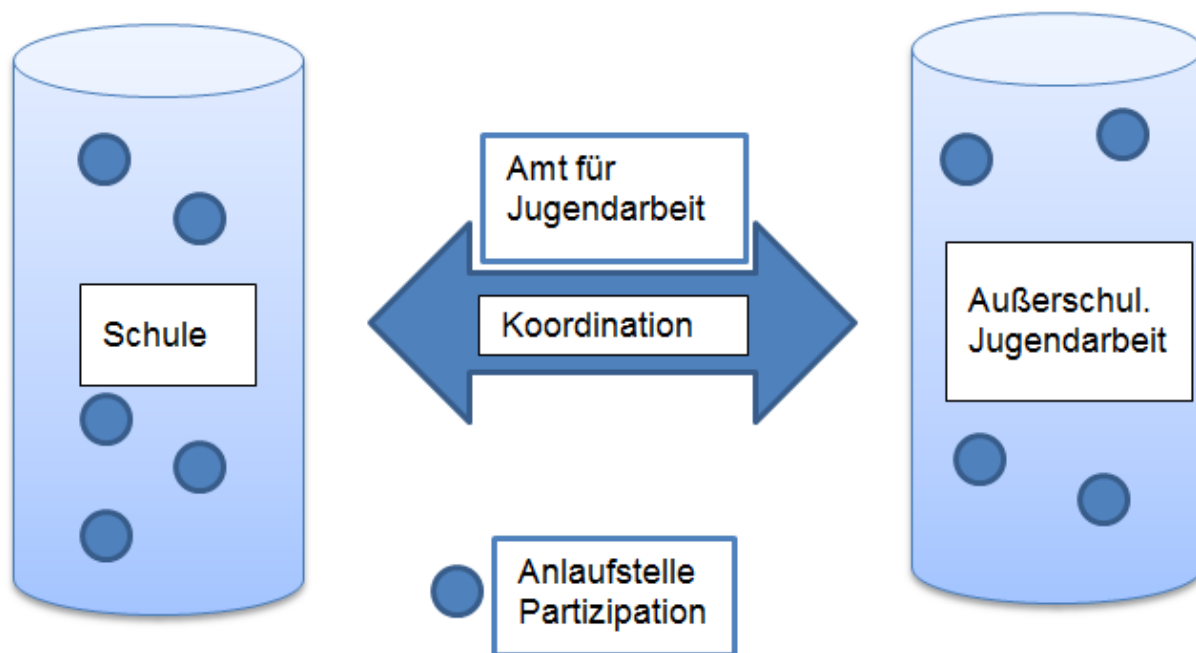 Amt für
Jugendarbeit
Schule
Koordination
Außerschul.
Jugendarbeit
Anlaufstelle
Partizipation